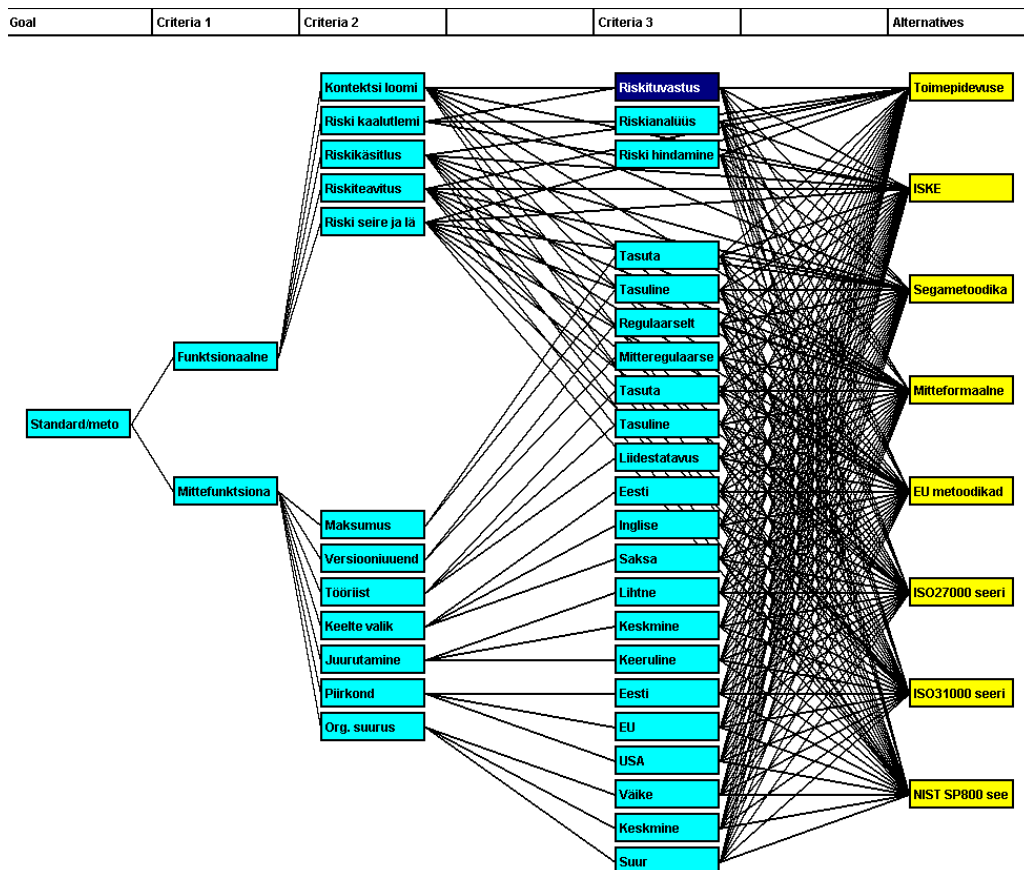 Goal
Criteria 1
Criteria 2
Criteria 3
Alternatives
Standard/meto
Funktsionaalne
Mittefunktsiona
Kontektsi loomi
Riski kaalutlemi
Riskikäsitlus
Riskiteavitus
Riski seire ja lä
Maksumus
Versiooniuuend
Tööriist
Keelte valik
Juurutamine
Piirkond
Org. suurus
Riskituvastus
Riskianalüüs
Riski hindamine
Tasuta
Tasuline
Regulaarselt
Mitteregulaarse
Tasuta
Tasuline
Liidestatavus
Eesti
Inglise
Saksa
Lihtne
Keskmine
Keeruline
Eesti
EU
USA
Väike
Keskmine
Suur
Toimepidevuse
ISKE
Segametoodika
Mitteformaalne
EU metoodikad
ISO27000 seeri
ISO31000 seeri
NIST SP800 see